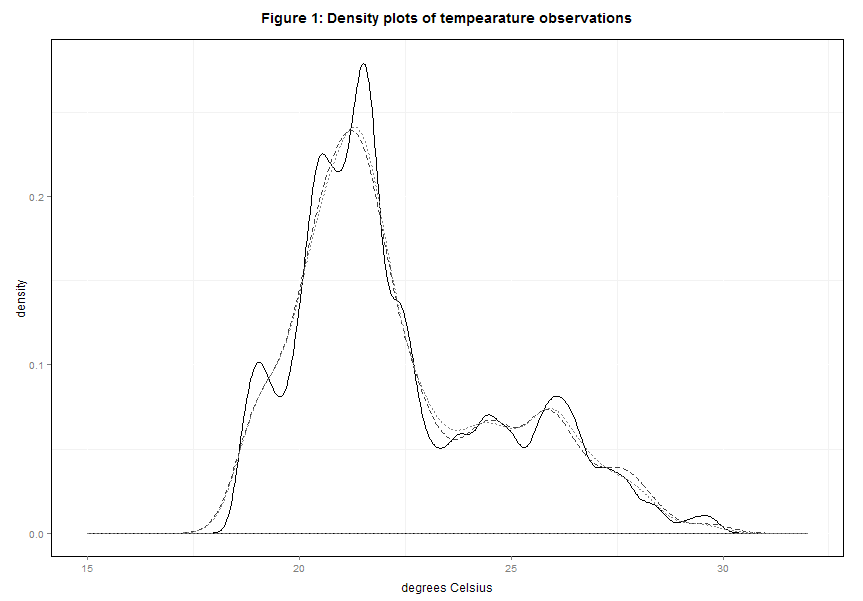 Figure 1: Density plots of tempearature observations
density
0.2
0.1
0.0
15 20 25 30
degrees Celsius